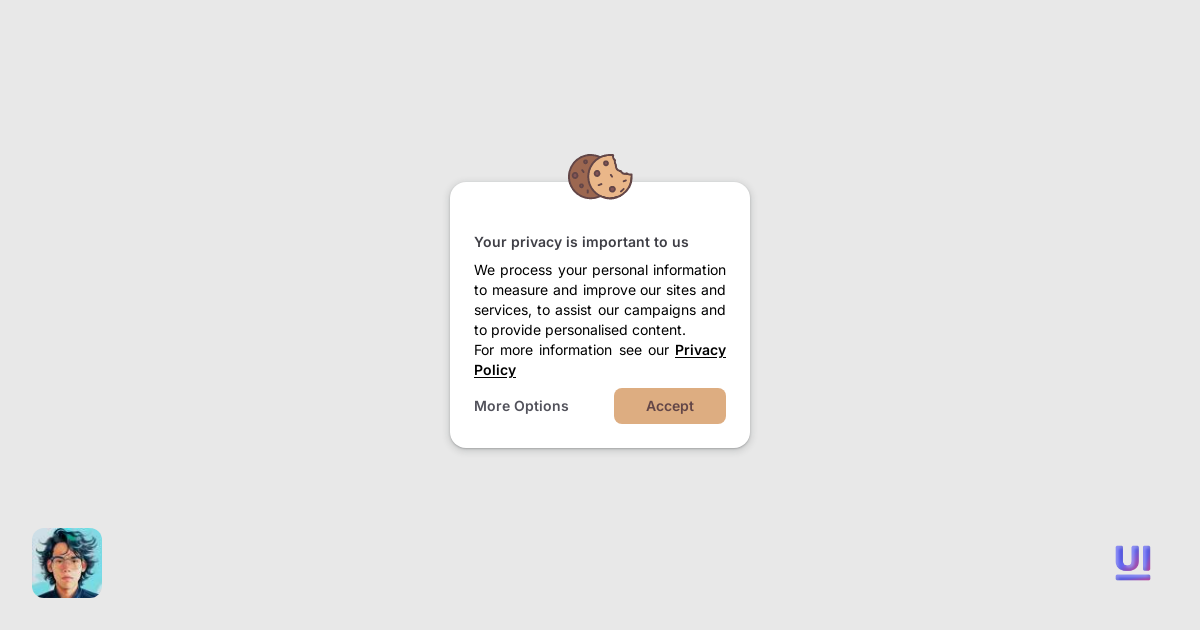 Your privacy is important to us
We process your personal information
to measure and improve our sites and
services, to assist our campaigns and
to provide personalised content.
For more information see our Privacy
Policy
More Options
Accept
UI